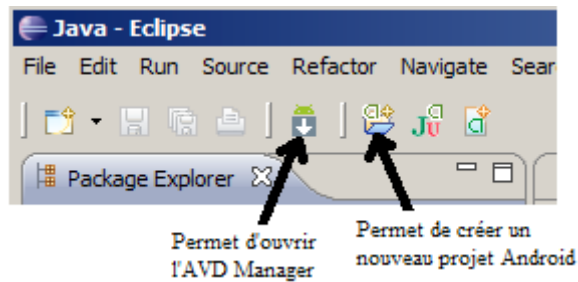 Java - Eclipse
File Edit Run Source Refactor Navigate Sear
Package Explorer
Permet d'ouvrir
l'AVD Manager
Permet de créer un
nouveau projet Android